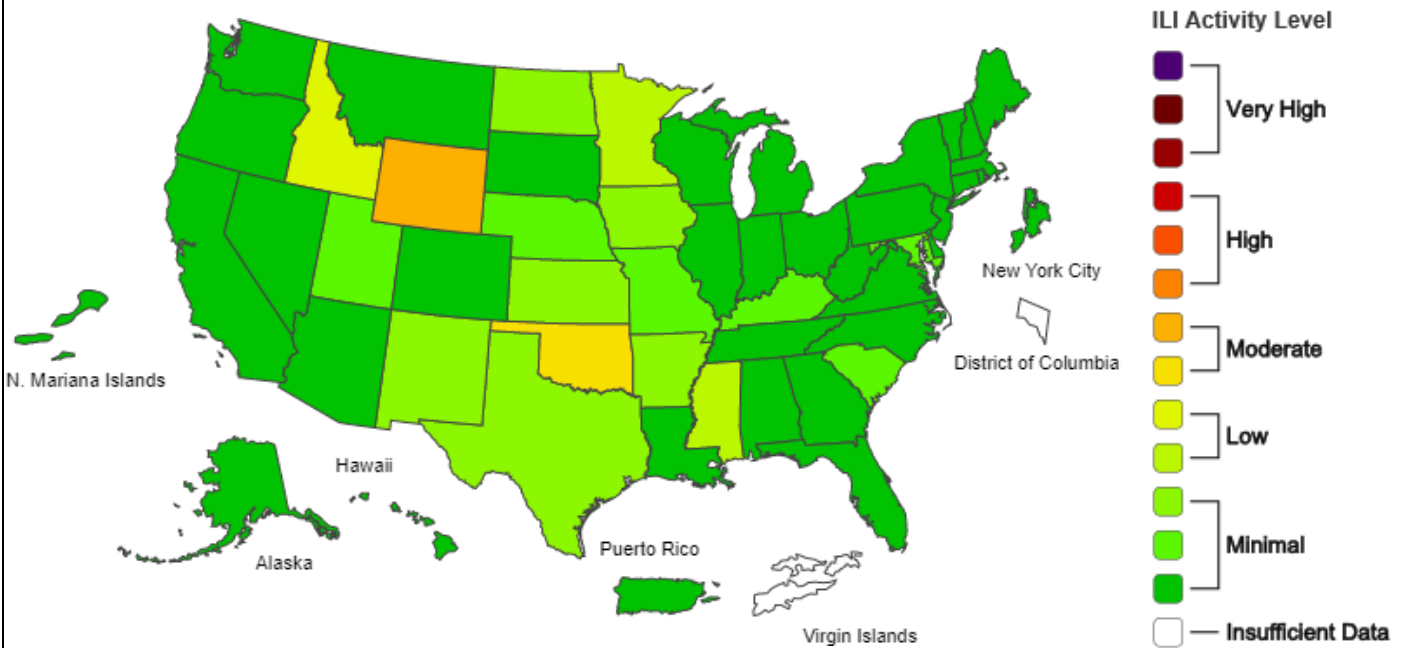 ILI Activity Level
Very High
High
New York City
Moderate
District of Columbia
N. Mariana Islands
Low
Hawaii
Minimal
Puerto Rico
Alaska
Virgin Islands
Insufficient Data